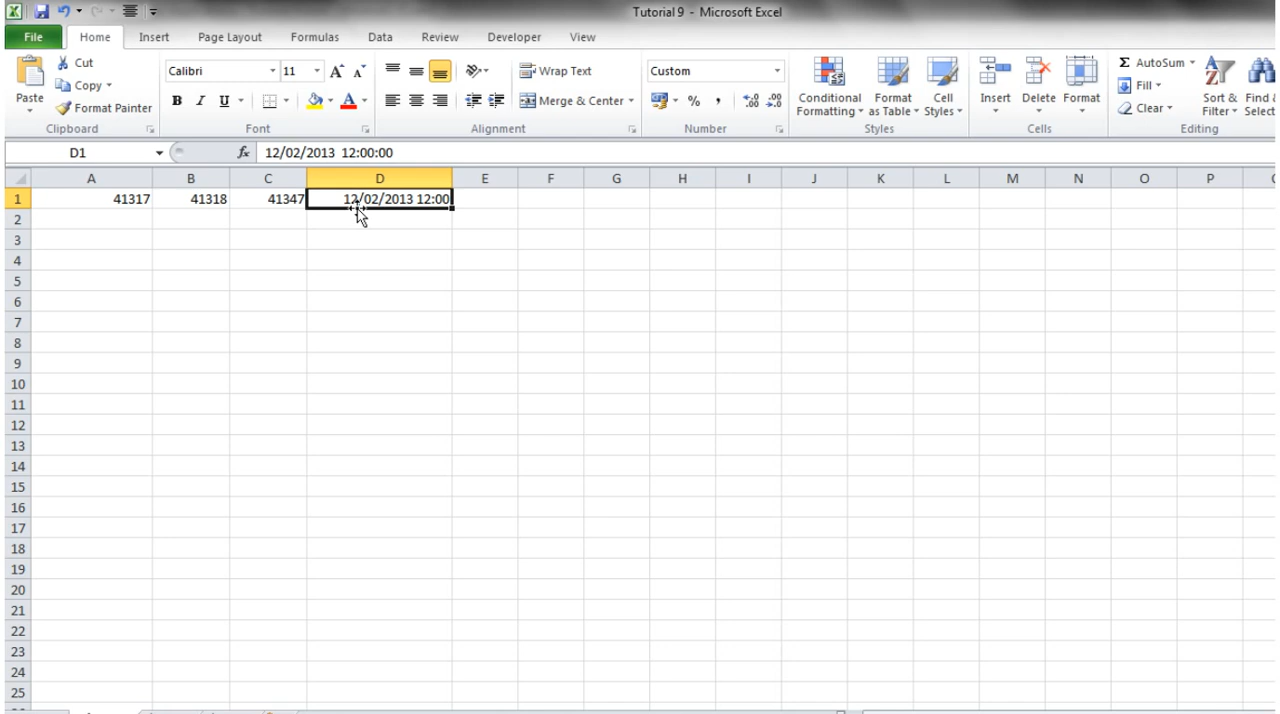 Tutorial 9 - Microsoft Excel
File Home Insert Page Layout Formulas Data Review Developer View
Cut
Copy
Format Painter
Paste
Clipboard
Calibri 11 A A
B I U A
Font
Wrap Text
Merge & Center
Alignment
Custom
% , .00
Number
Conditional Formatting
Format as Table
Cell Styles
Styles
Insert Delete Format
Cells
Σ AutoSum
Fill
Clear
Sort & Filter
Find & Select
Editing
D1 fx 12/02/2013 12:00:00
A B C D E F G H I J K L M N O P
1 41317 41318 41347 12/02/2013 12:00
2
3
4
5
6
7
8
9
10
11
12
13
14
15
16
17
18
19
20
21
22
23
24
25